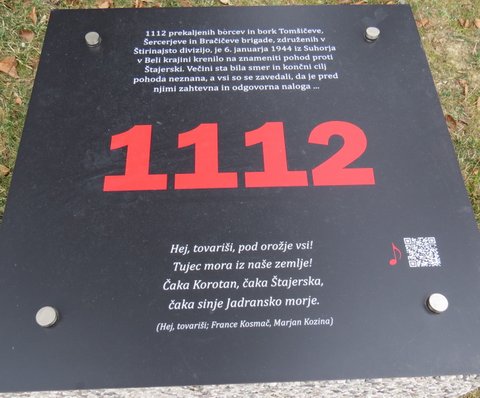 1112 prekaljenih borcev in bork Tomšičeve,
Šercerjeve in Bračičeve brigade, združenih v
Štirinajsto divizijo, je 6. januarja 1944 iz Suhorja
v Beli krajini krenilo na znameniti pohod proti
Štajerski. Večini sta bila smer in končni cilj
pohoda neznana, a vsi so se zavedali, da je pred
njimi zahtevna in odgovorna naloga ...
1112
Hej, tovariši, pod orožje vsi!
Tujec mora iz naše zemlje!
Čaka Korotan, čaka Štajerska,
čaka sinje Jadransko morje.
(Hej, tovariši; France Kosmač, Marjan Kozina)